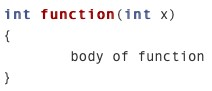 int function(int x)
{
        body of function
}